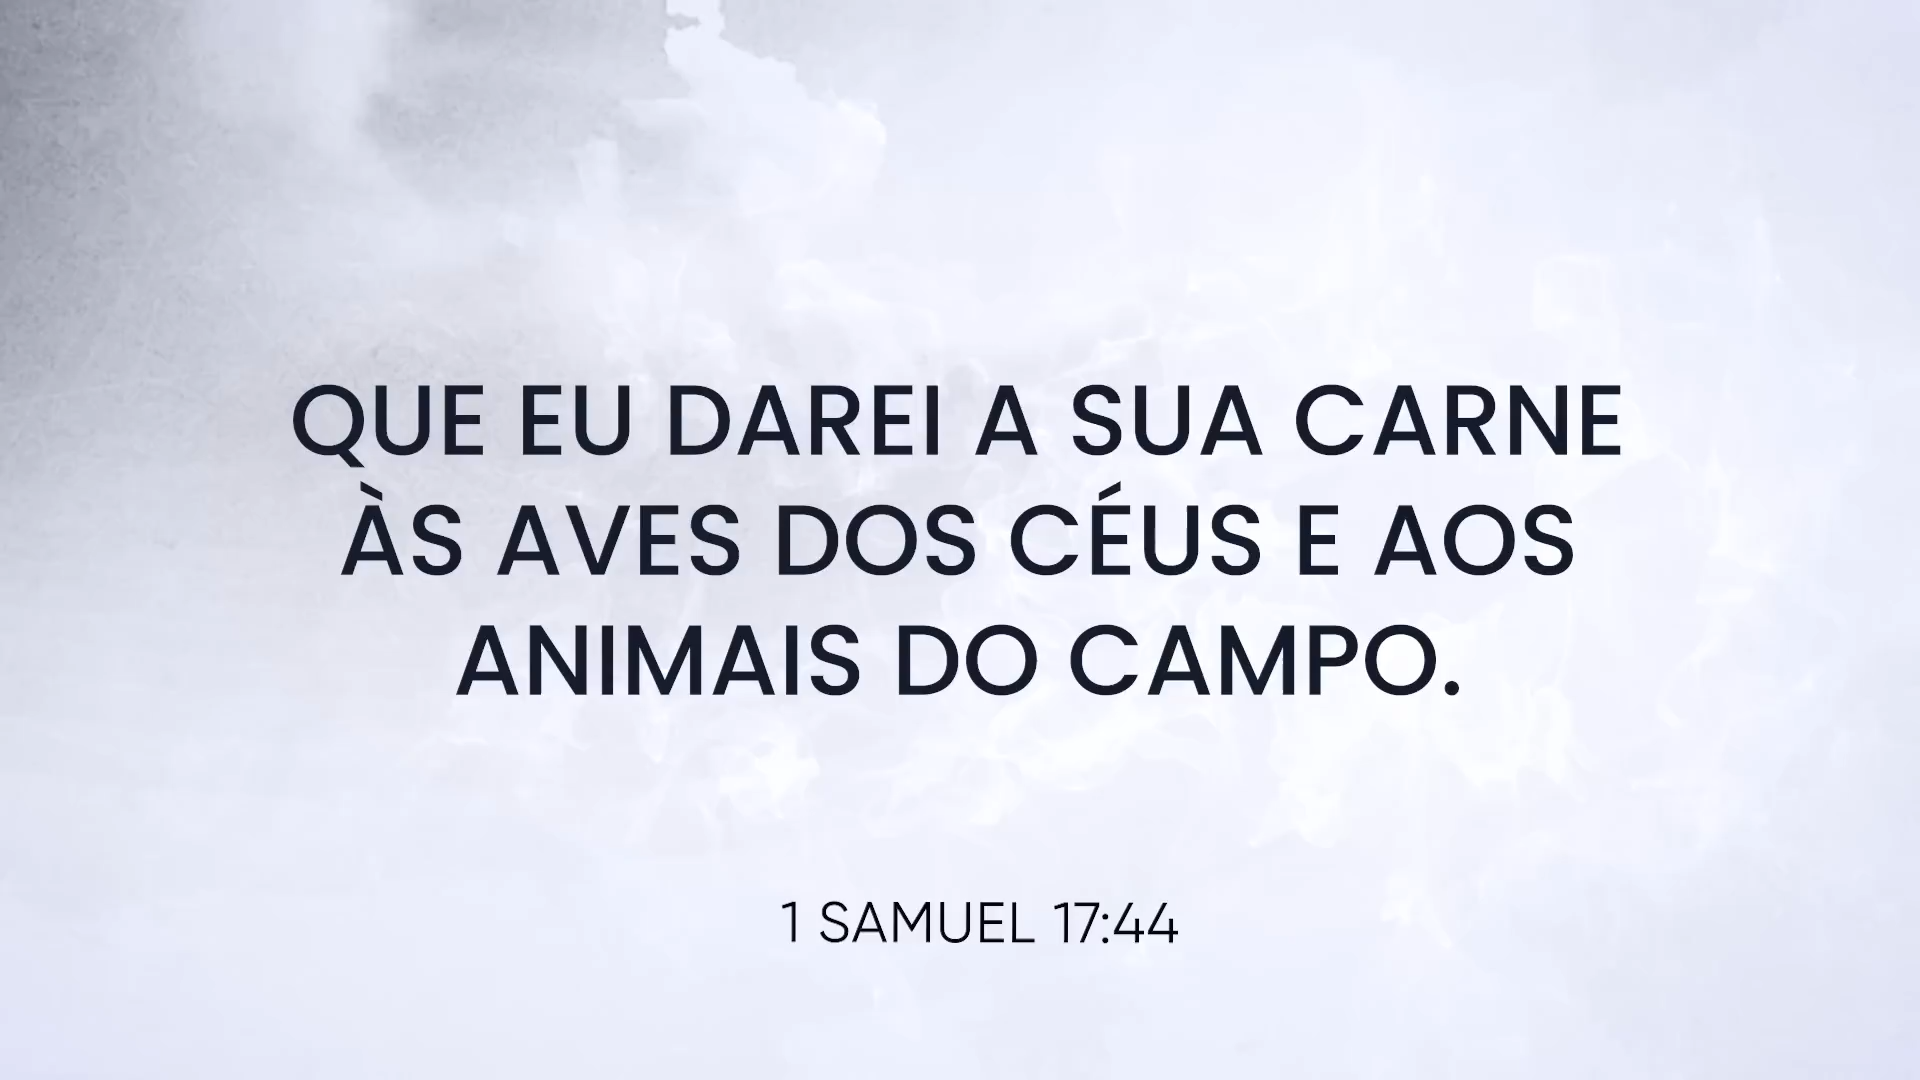 QUE EU DAREI A SUA CARNE
ÀS AVES DOS CÉUS E AOS
ANIMAIS DO CAMPO.
1 SAMUEL 17:44